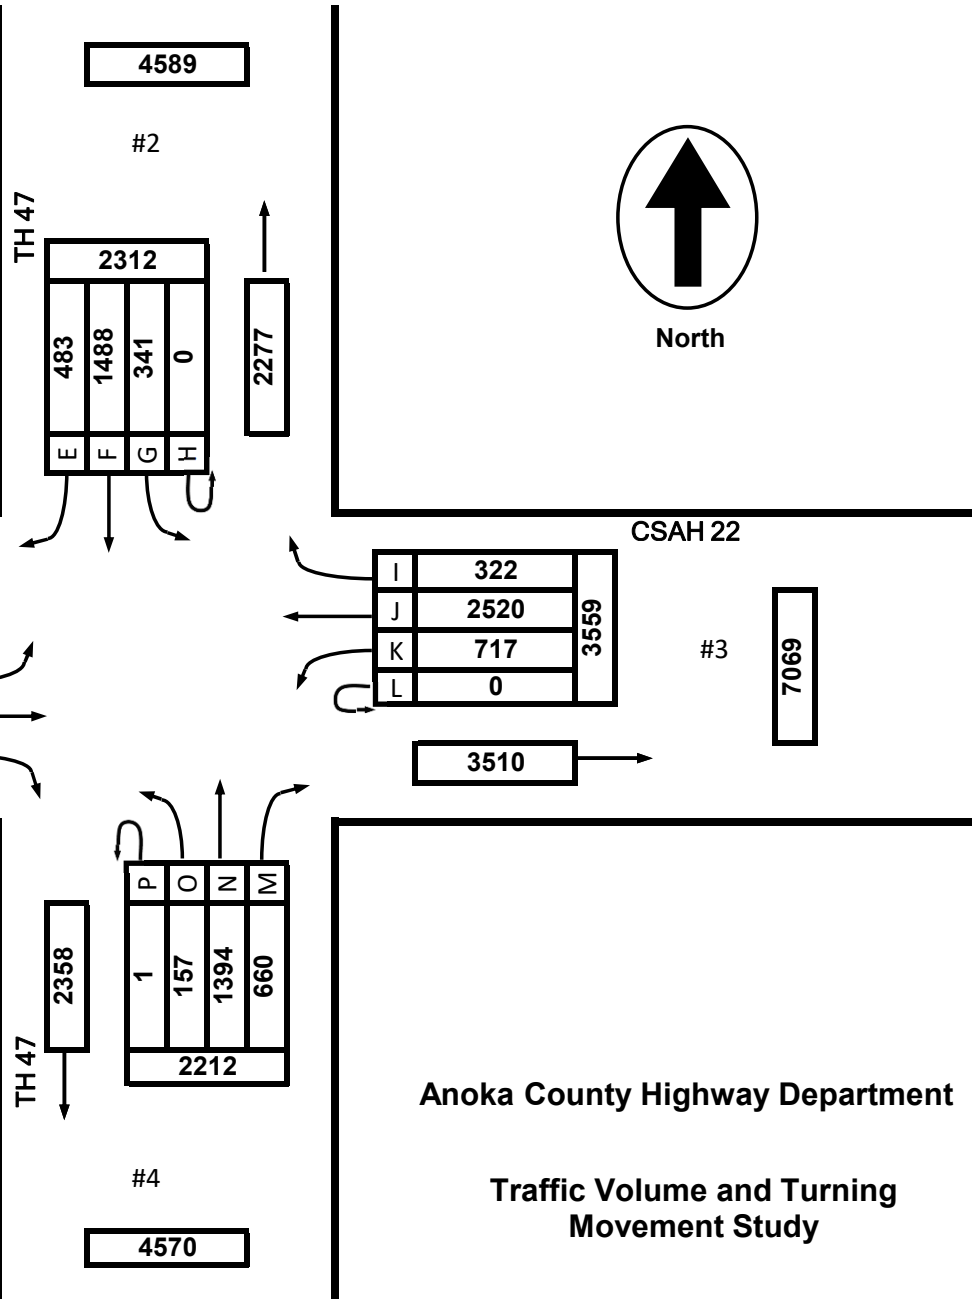 4589
#2
TH 47
2312
483
1488
341
0
2277
E
F
G
H
North
CSAH 22
I
322
J
2520
K
717
L
0
3559
#3
7069
3510
P
O
N
M
1
157
1394
660
2212
2358
TH 47
#4
4570
Anoka County Highway Department
Traffic Volume and Turning
Movement Study